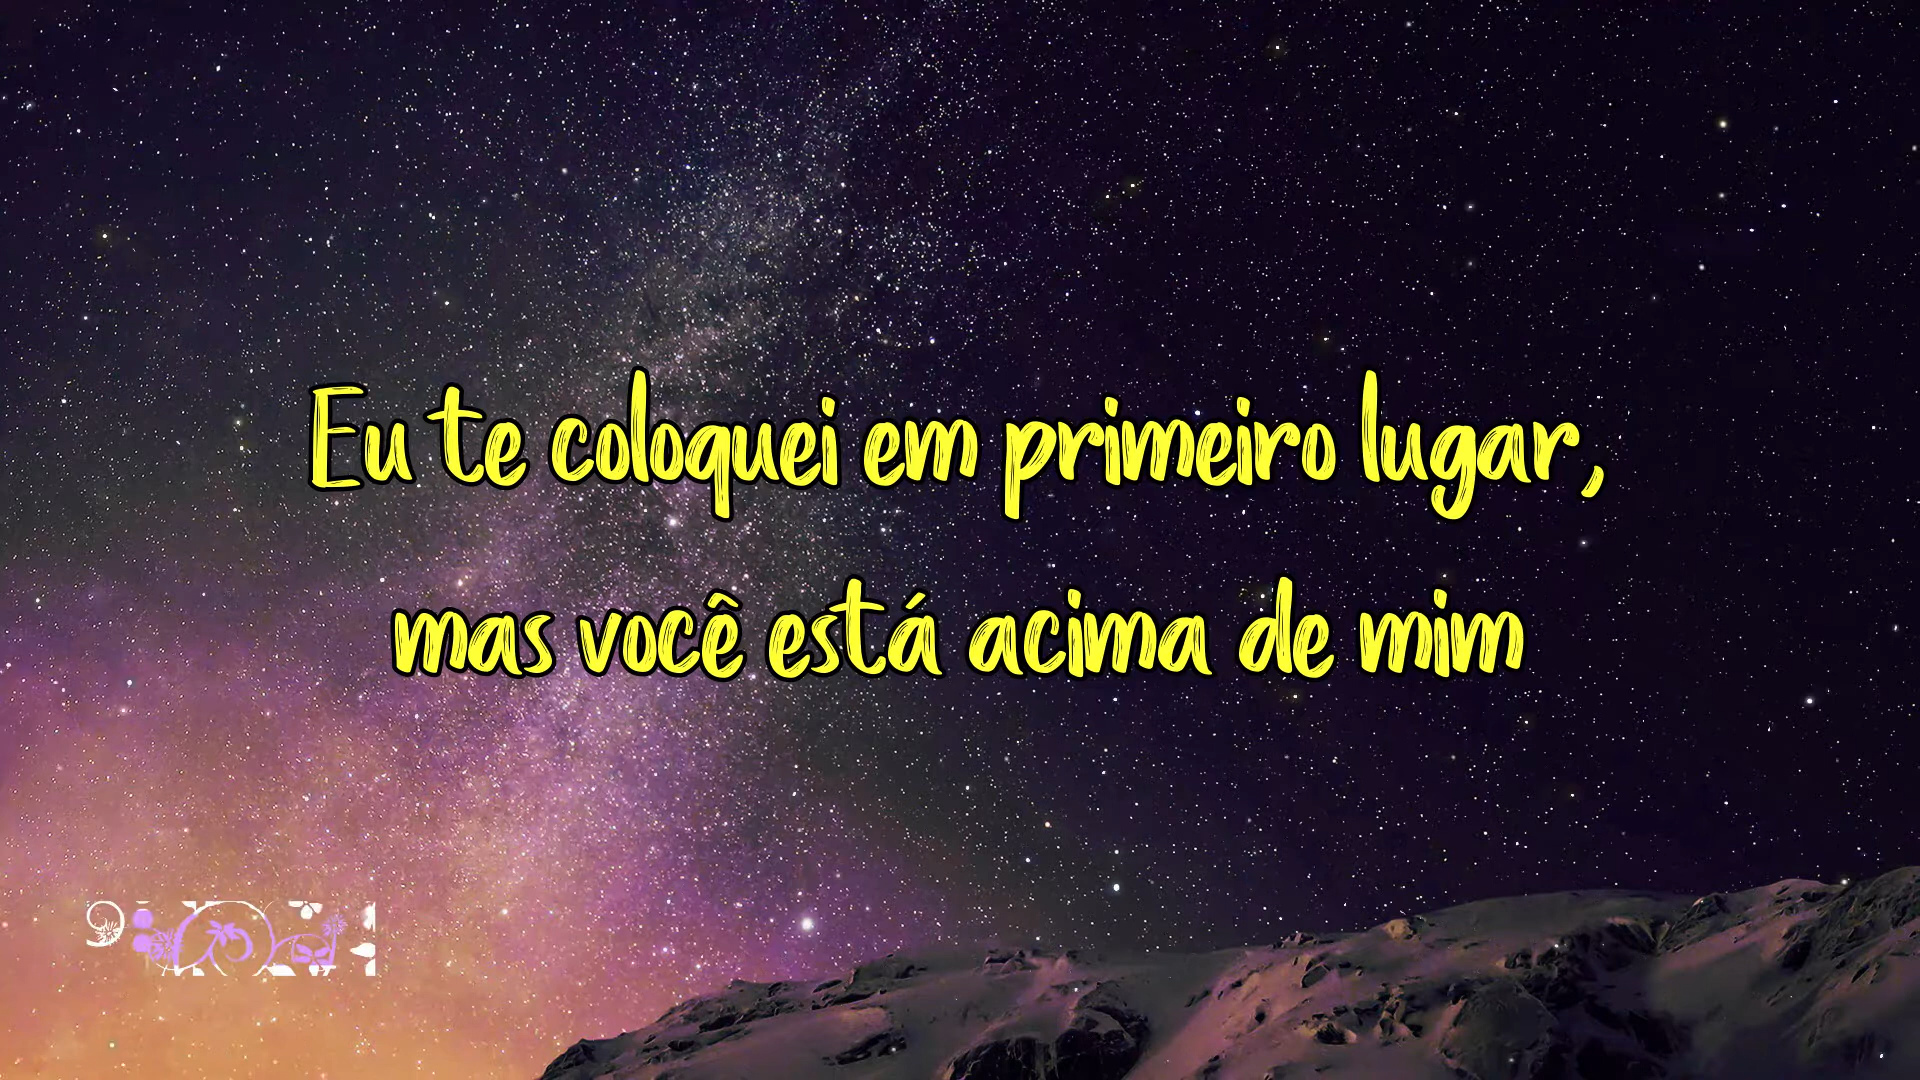 Eu te coloquei em primeiro lugar,
mas você está acima de mim